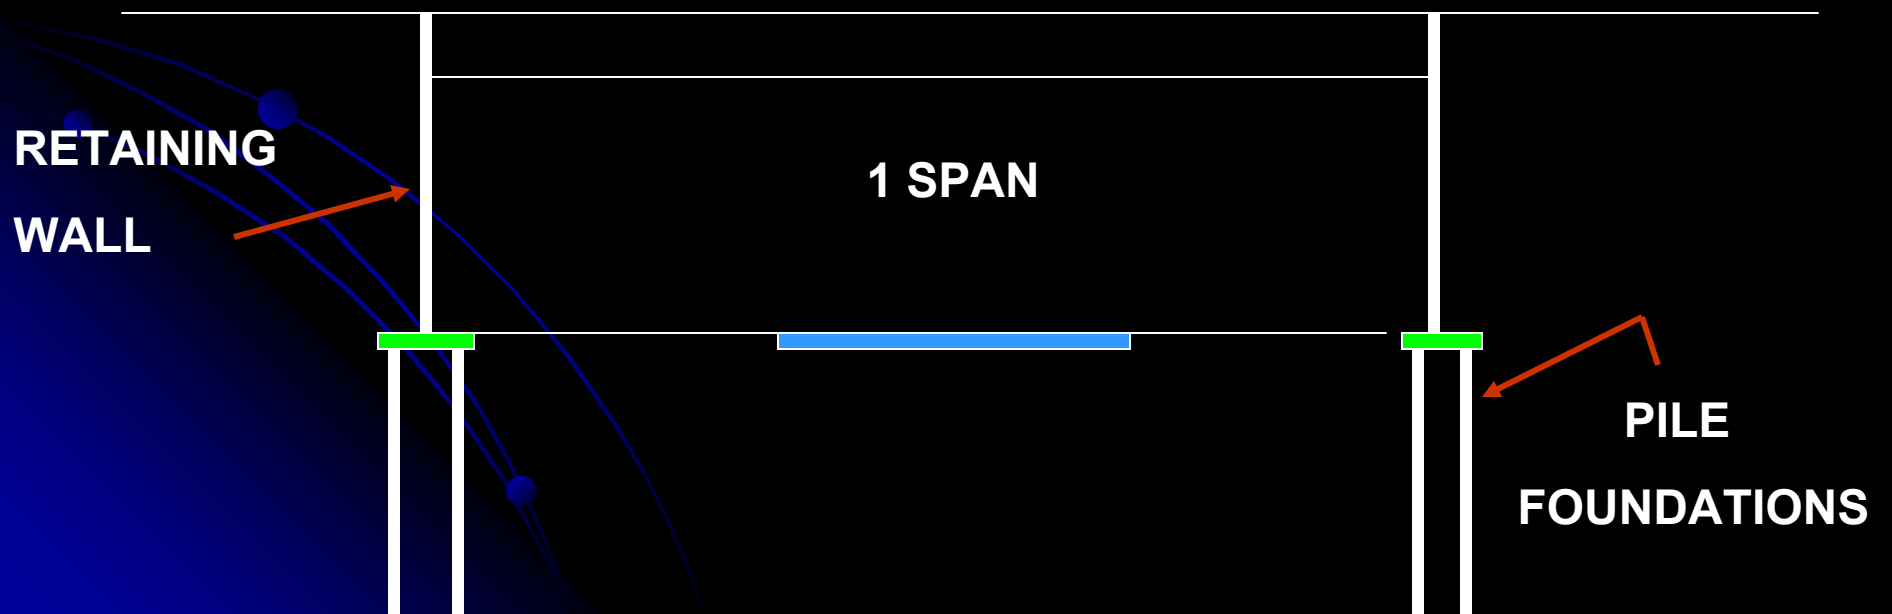 RETAINING
WALL
1 SPAN
PILE
FOUNDATIONS